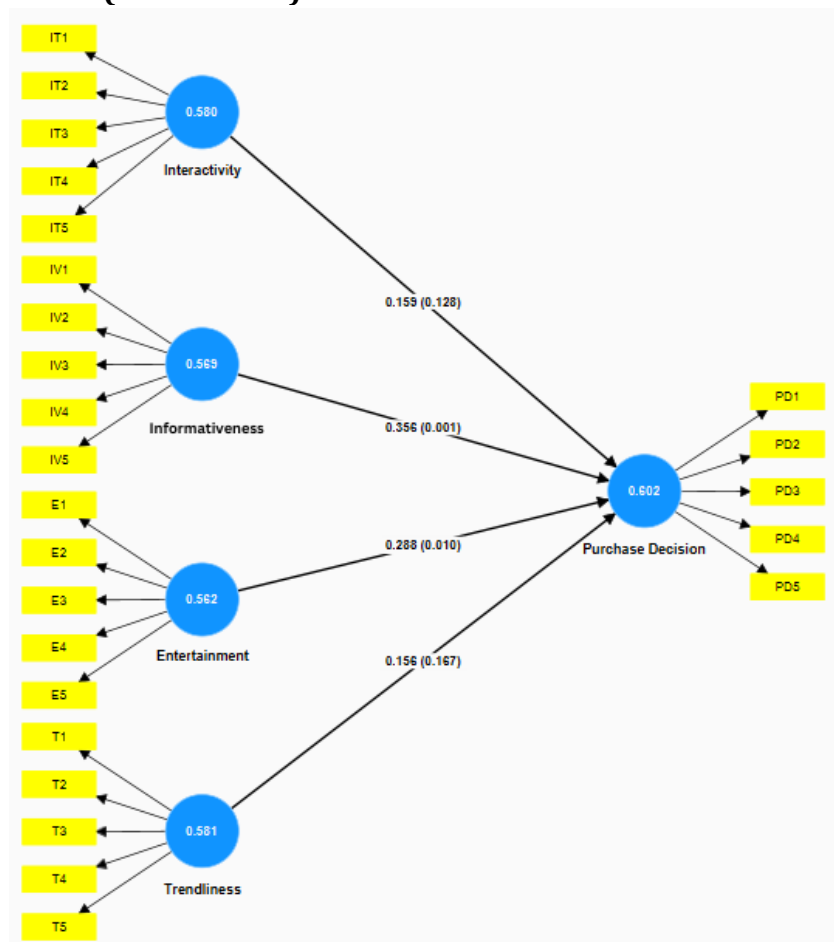 IT1
IT2
IT3
IT4
IT5
0.580
Interactivity
0.159 (0.128)
IV1
IV2
IV3
IV4
IV5
0.569
Informativeness
0.356 (0.001)
E1
E2
E3
E4
E5
0.562
Entertainment
0.288 (0.010)
T1
T2
T3
T4
T5
0.581
Trendliness
0.156 (0.167)
0.602
Purchase Decision
PD1
PD2
PD3
PD4
PD5